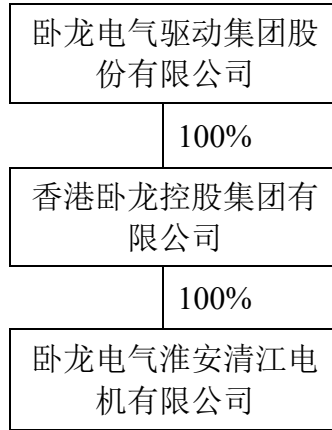 卧龙电气驱动集团股
份有限公司
100%
香港卧龙控股集团有
限公司
100%
卧龙电气淮安清江电
机有限公司